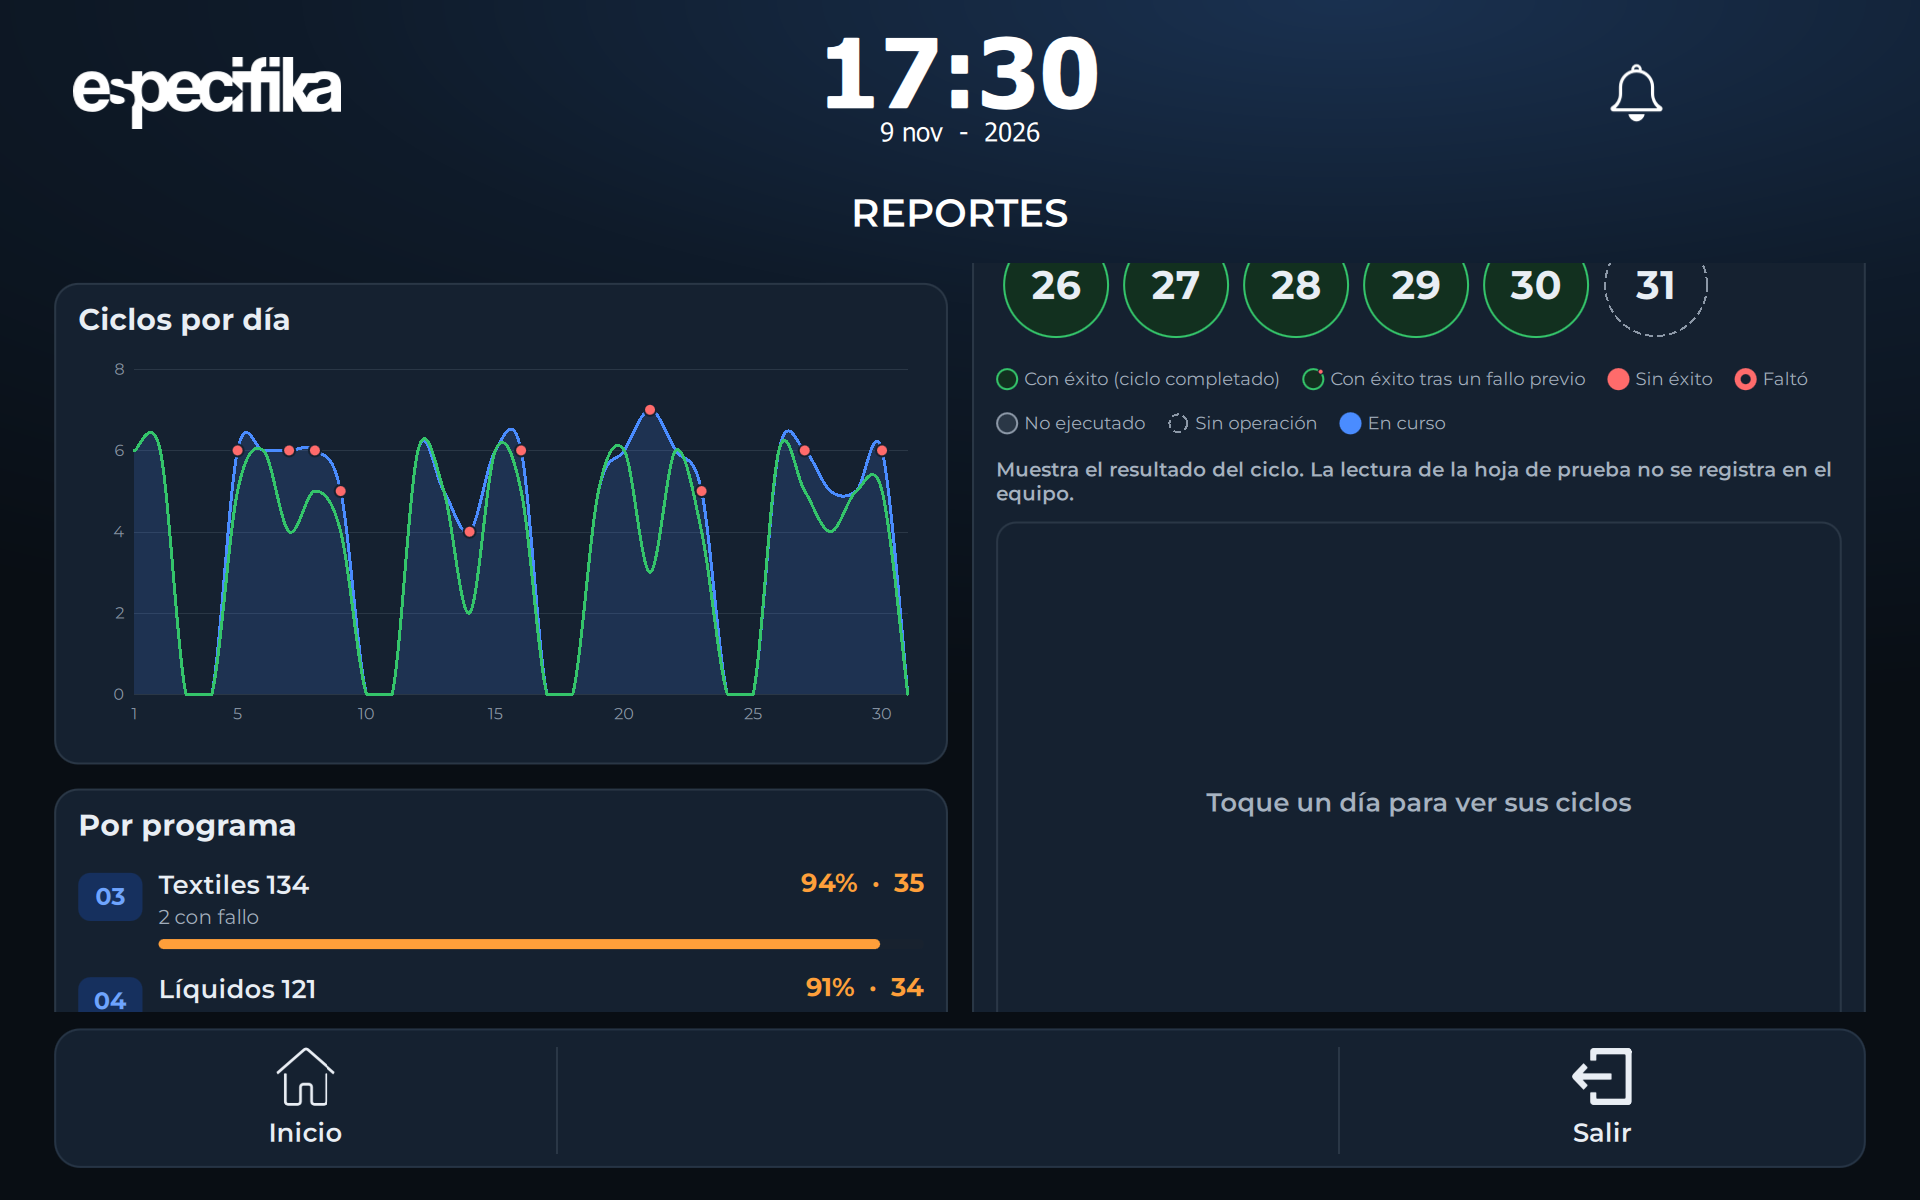 especifika
17:30
9 nov - 2026
REPORTES
Ciclos por día
8
6
4
2
0
1 5 10 15 20 25 30
Por programa
03
Textiles 134
94% · 35
2 con fallo
04
Líquidos 121
91% · 34
26 27 28 29 30 31
Con éxito (ciclo completado) Con éxito tras un fallo previo Sin éxito Faltó
No ejecutado Sin operación En curso
Muestra el resultado del ciclo. La lectura de la hoja de prueba no se registra en el
equipo.
Toque un día para ver sus ciclos
Inicio
Salir